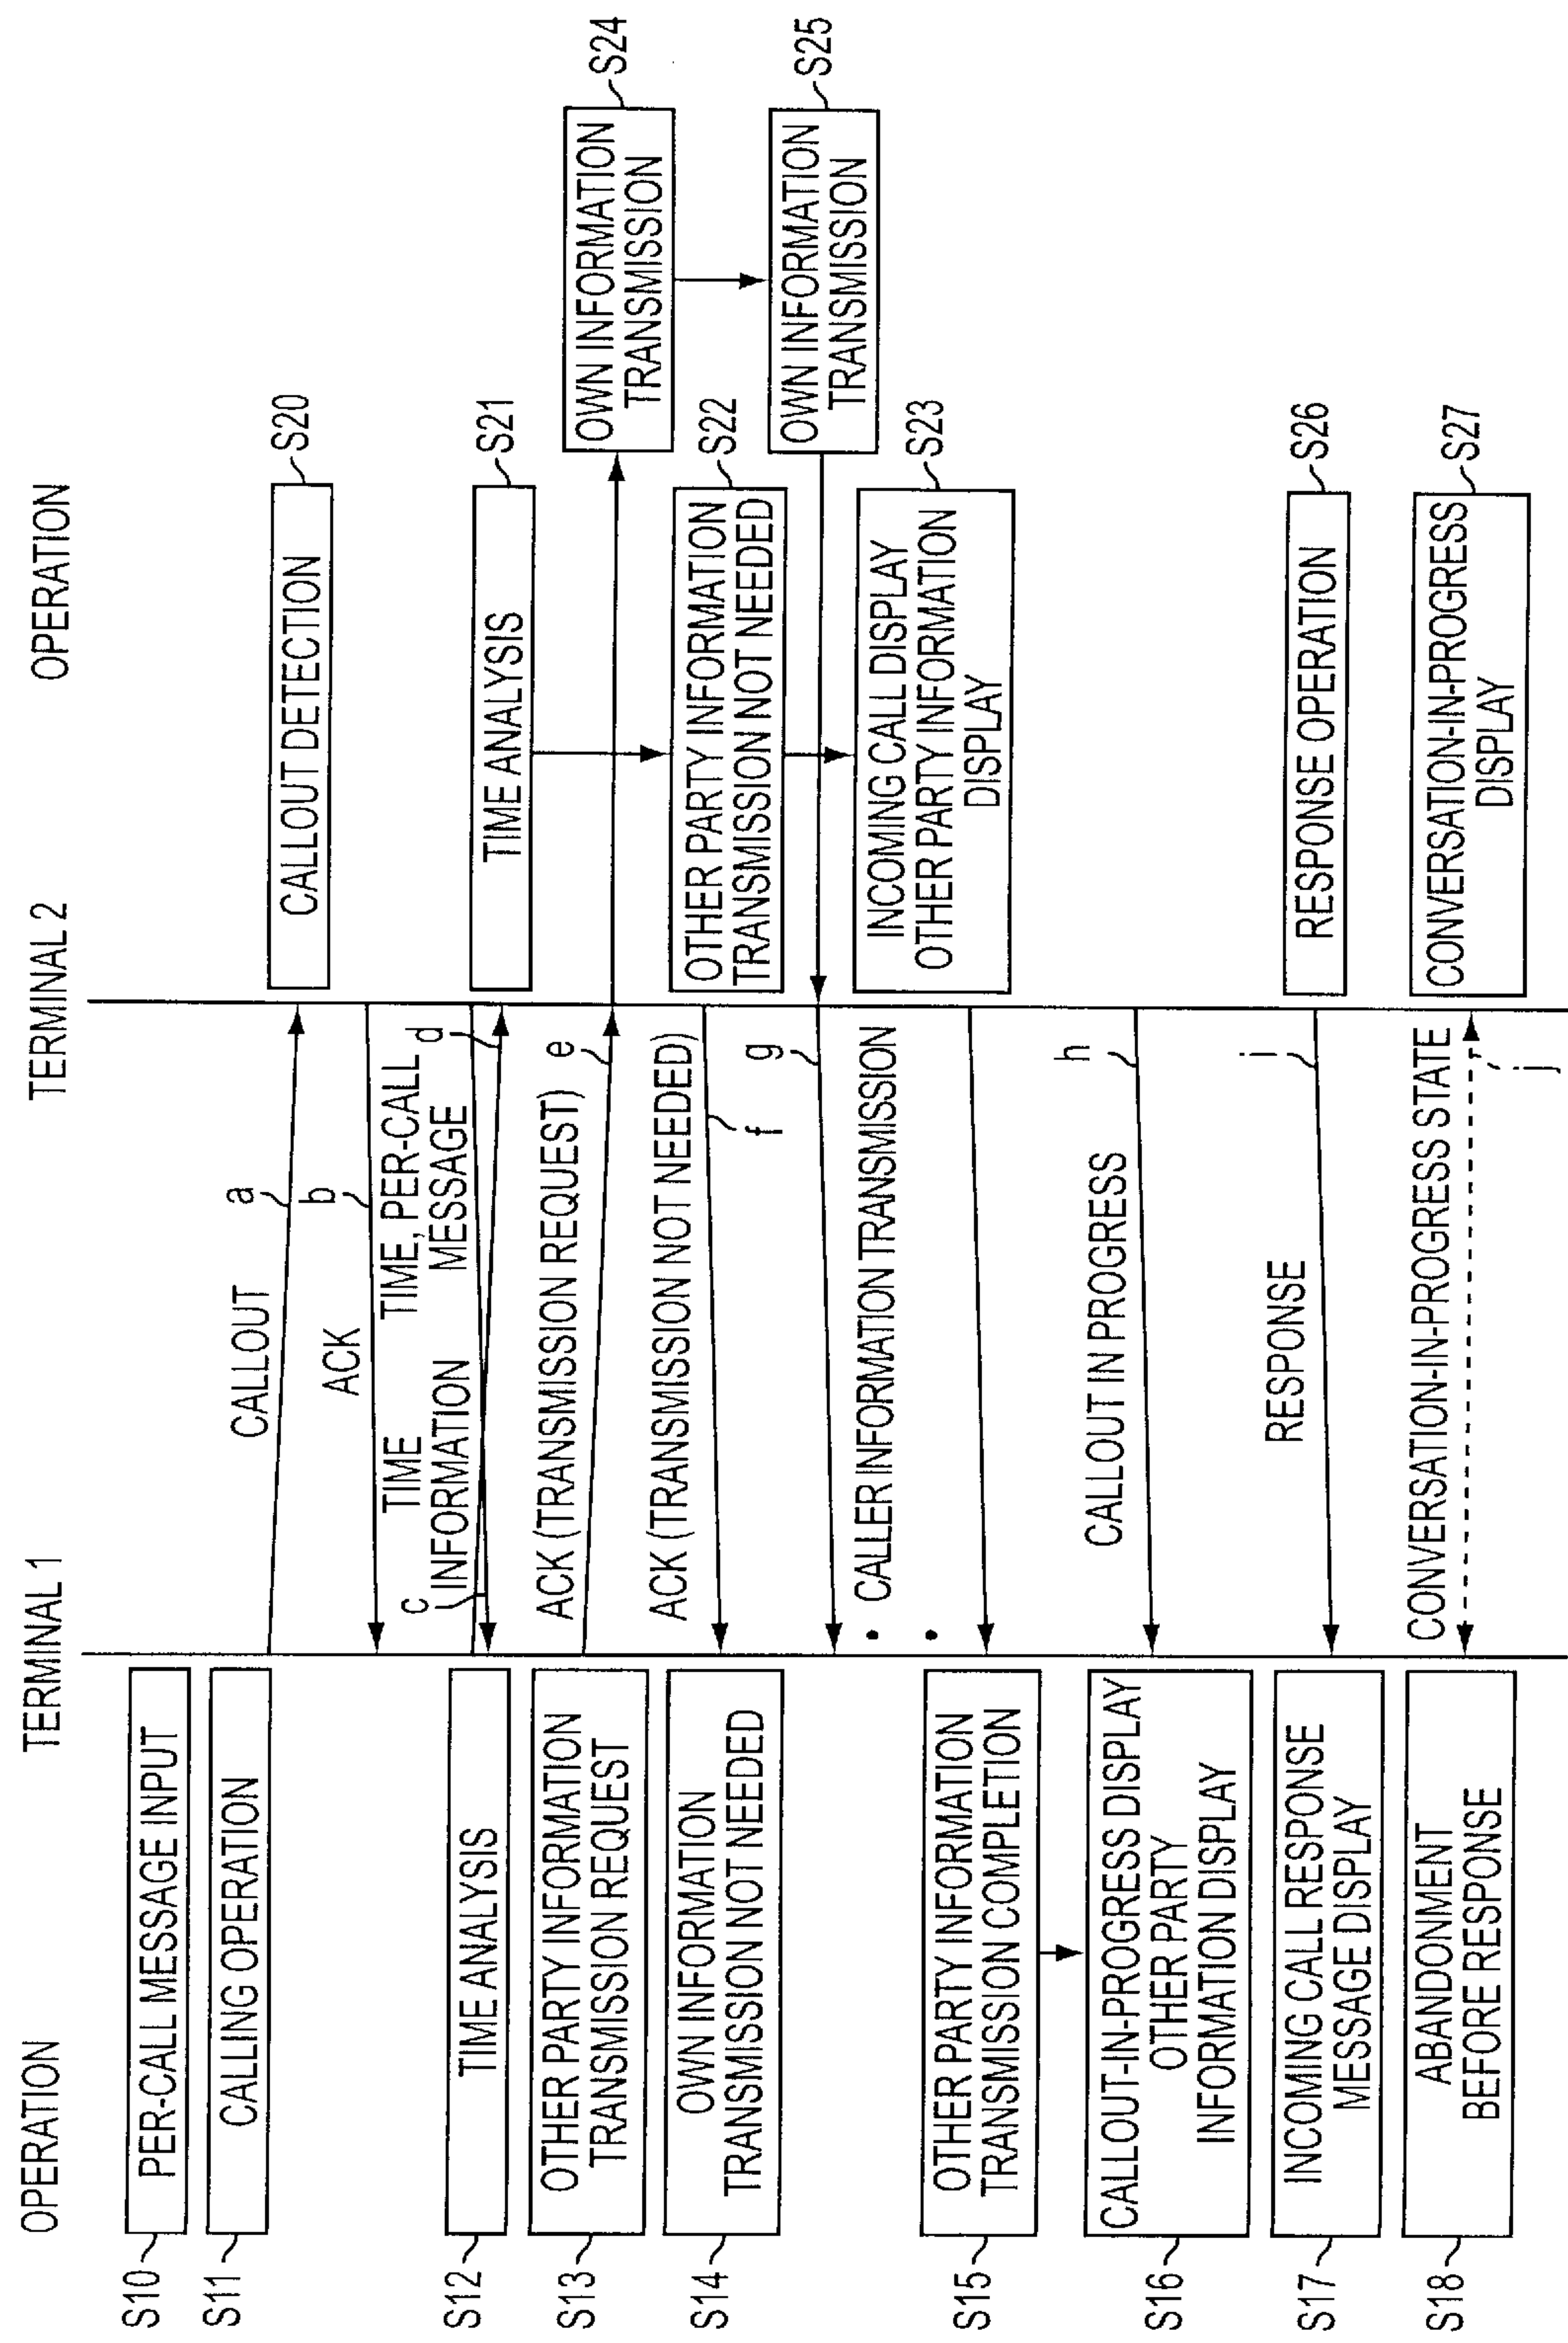 OPERATION
TERMINAL 1
TERMINAL 2
OPERATION
S10
PER-CALL MESSAGE INPUT
S11
CALLING OPERATION
CALLOUT
a
CALLOUT DETECTION
S20
ACK
b
TIME
INFORMATION
c
TIME, PER-CALL
MESSAGE
d
S12
TIME ANALYSIS
TIME ANALYSIS
S21
S13
OTHER PARTY INFORMATION
TRANSMISSION REQUEST
ACK (TRANSMISSION REQUEST)
e
OWN INFORMATION
TRANSMISSION
S24
S14
OWN INFORMATION
TRANSMISSION NOT NEEDED
ACK (TRANSMISSION NOT NEEDED)
f
OTHER PARTY INFORMATION
TRANSMISSION NOT NEEDED
S22
g
OWN INFORMATION
TRANSMISSION
S25
CALLER INFORMATION TRANSMISSION
INCOMING CALL DISPLAY
OTHER PARTY INFORMATION
DISPLAY
S23
S15
OTHER PARTY INFORMATION
TRANSMISSION COMPLETION
S16
CALLOUT-IN-PROGRESS DISPLAY
OTHER PARTY
INFORMATION DISPLAY
CALLOUT IN PROGRESS
h
S17
INCOMING CALL RESPONSE
MESSAGE DISPLAY
RESPONSE
i
RESPONSE OPERATION
S26
S18
ABANDONMENT
BEFORE RESPONSE
CONVERSATION-IN-PROGRESS STATE
j
CONVERSATION-IN-PROGRESS
DISPLAY
S27